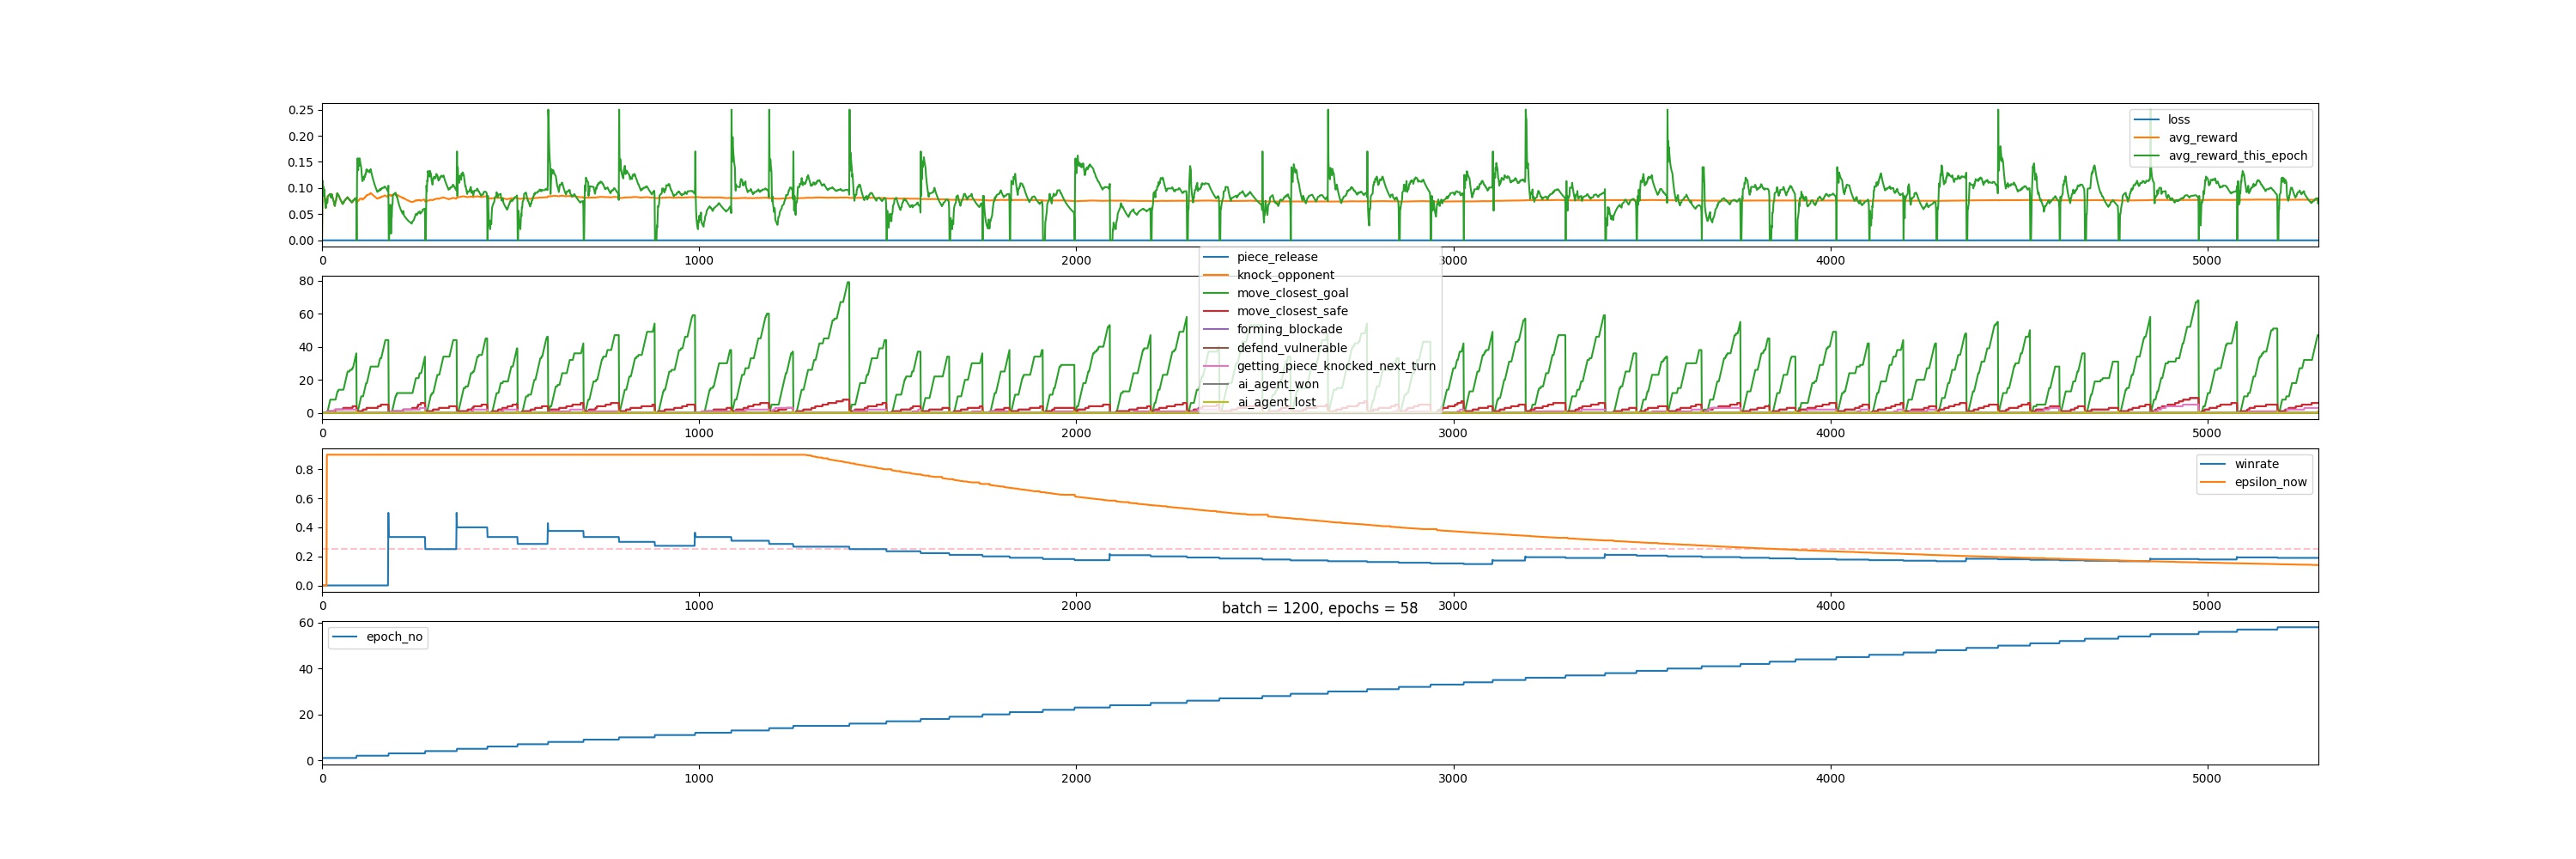 0.25
0.20
0.15
0.10
0.05
0.00
loss
avg_reward
avg_reward_this_epoch
0 1000 2000 3000 4000 5000
80
60
40
20
0
piece_release
knock_opponent
move_closest_goal
move_closest_safe
forming_blockade
defend_vulnerable
getting_piece_knocked_next_turn
ai_agent_won
ai_agent_lost
0 1000 2000 3000 4000 5000
0.8
0.6
0.4
0.2
0.0
winrate
epsilon_now
0 1000 2000 3000 4000 5000
batch = 1200, epochs = 58
60
40
20
0
epoch_no
0 1000 2000 3000 4000 5000